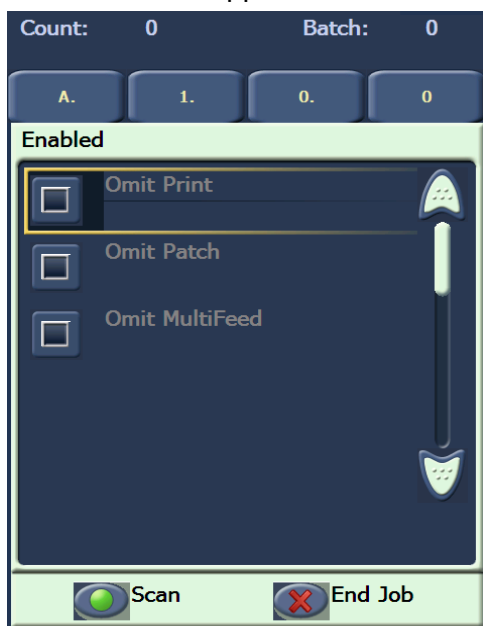 Count: 0 Batch: 0
A. 1. 0. 0
Enabled
Omit Print
Omit Patch
Omit MultiFeed
Scan End Job